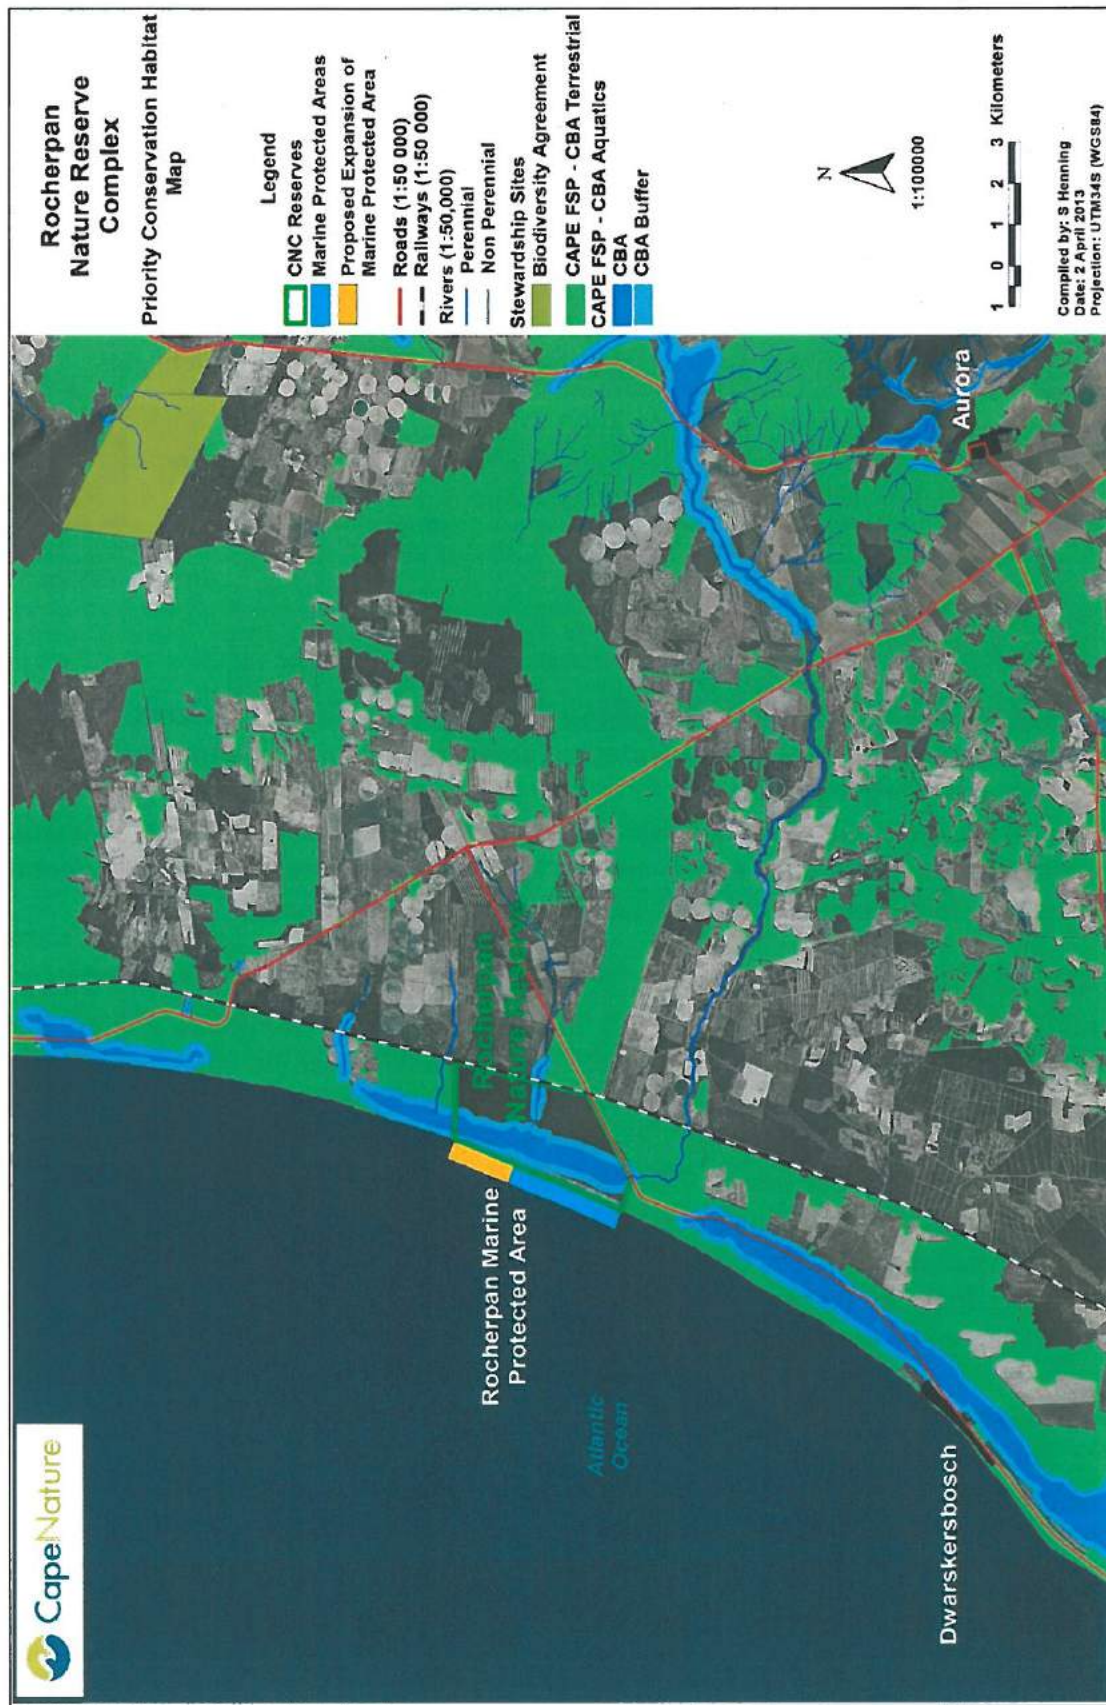 CapeNature
Rocherpan
Nature Reserve
Complex
Priority Conservation Habitat
Map
Legend
CNC Reserves
Marine Protected Areas
Proposed Expansion of
Marine Protected Area
Roads (1:50 000)
Railways (1:50 000)
Rivers (1:50,000)
Perennial
Non Perennial
Stewardship Sites
Biodiversity Agreement
CAPE FSP - CBA Terrestrial
CAPE FSP - CBA Aquatics
CBA
CBA Buffer
N
1:100000
1 0 1 2 3 Kilometers
Compiled by: S Henning
Date: 2 April 2013
Projection: UTM34S (WGS84)
Rocherpan
Nature Reserve
Rocherpan Marine
Protected Area
Atlantic
Ocean
Dwarskersbosch
Aurora